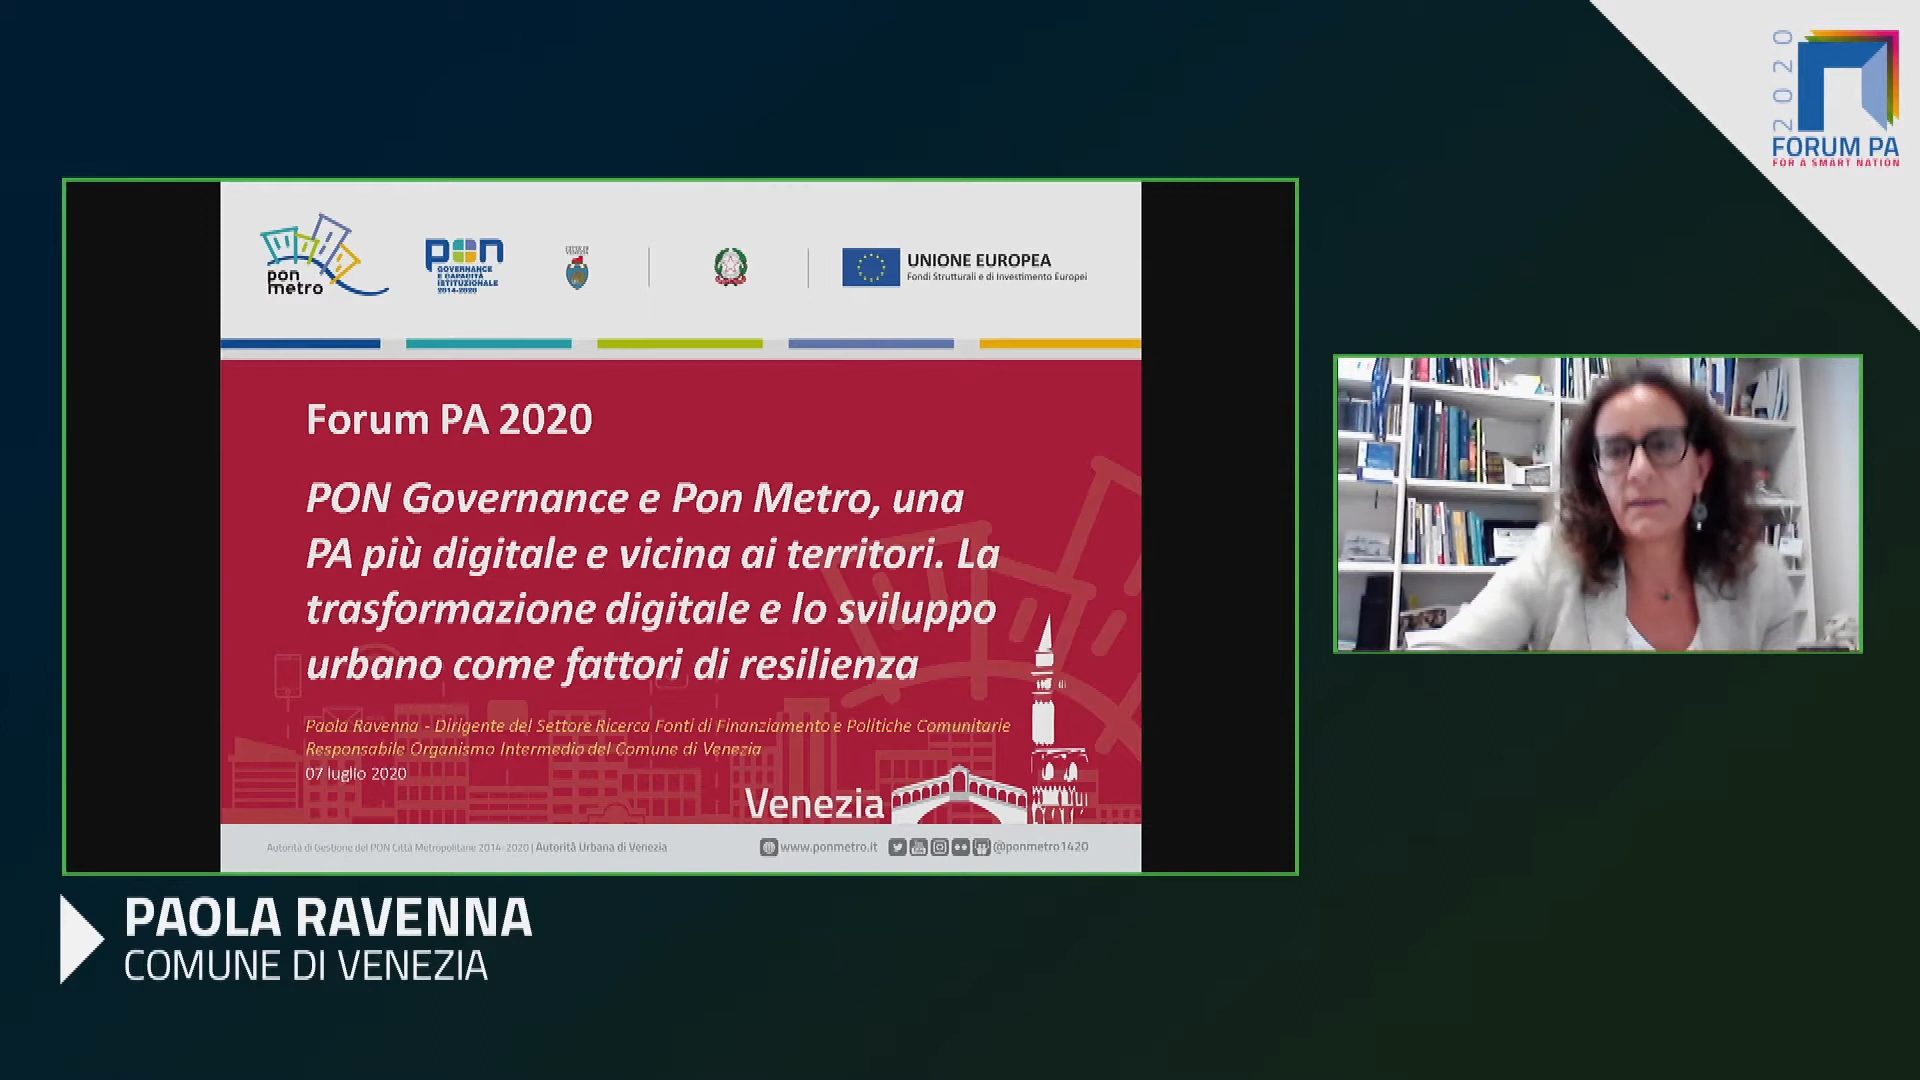 2020
FORUM PA
FOR A SMART NATION
pon
metro
pon
GOVERNANCE
E CAPACITÀ
ISTITUZIONALE
2014-2020
CITTÀ DI
VENEZIA
UNIONE EUROPEA
Fondi Strutturali e di Investimento Europei
Forum PA 2020
PON Governance e Pon Metro, una
PA più digitale e vicina ai territori. La
trasformazione digitale e lo sviluppo
urbano come fattori di resilienza
Paola Ravenna - Dirigente del Settore Ricerca Fonti di Finanziamento e Politiche Comunitarie
Responsabile Organismo Intermedio del Comune di Venezia
07 luglio 2020
Venezia
Autorità di Gestione del PON Città Metropolitane 2014-2020 | Autorità Urbana di Venezia
www.ponmetro.it
@ponmetro1420
PAOLA RAVENNA
COMUNE DI VENEZIA